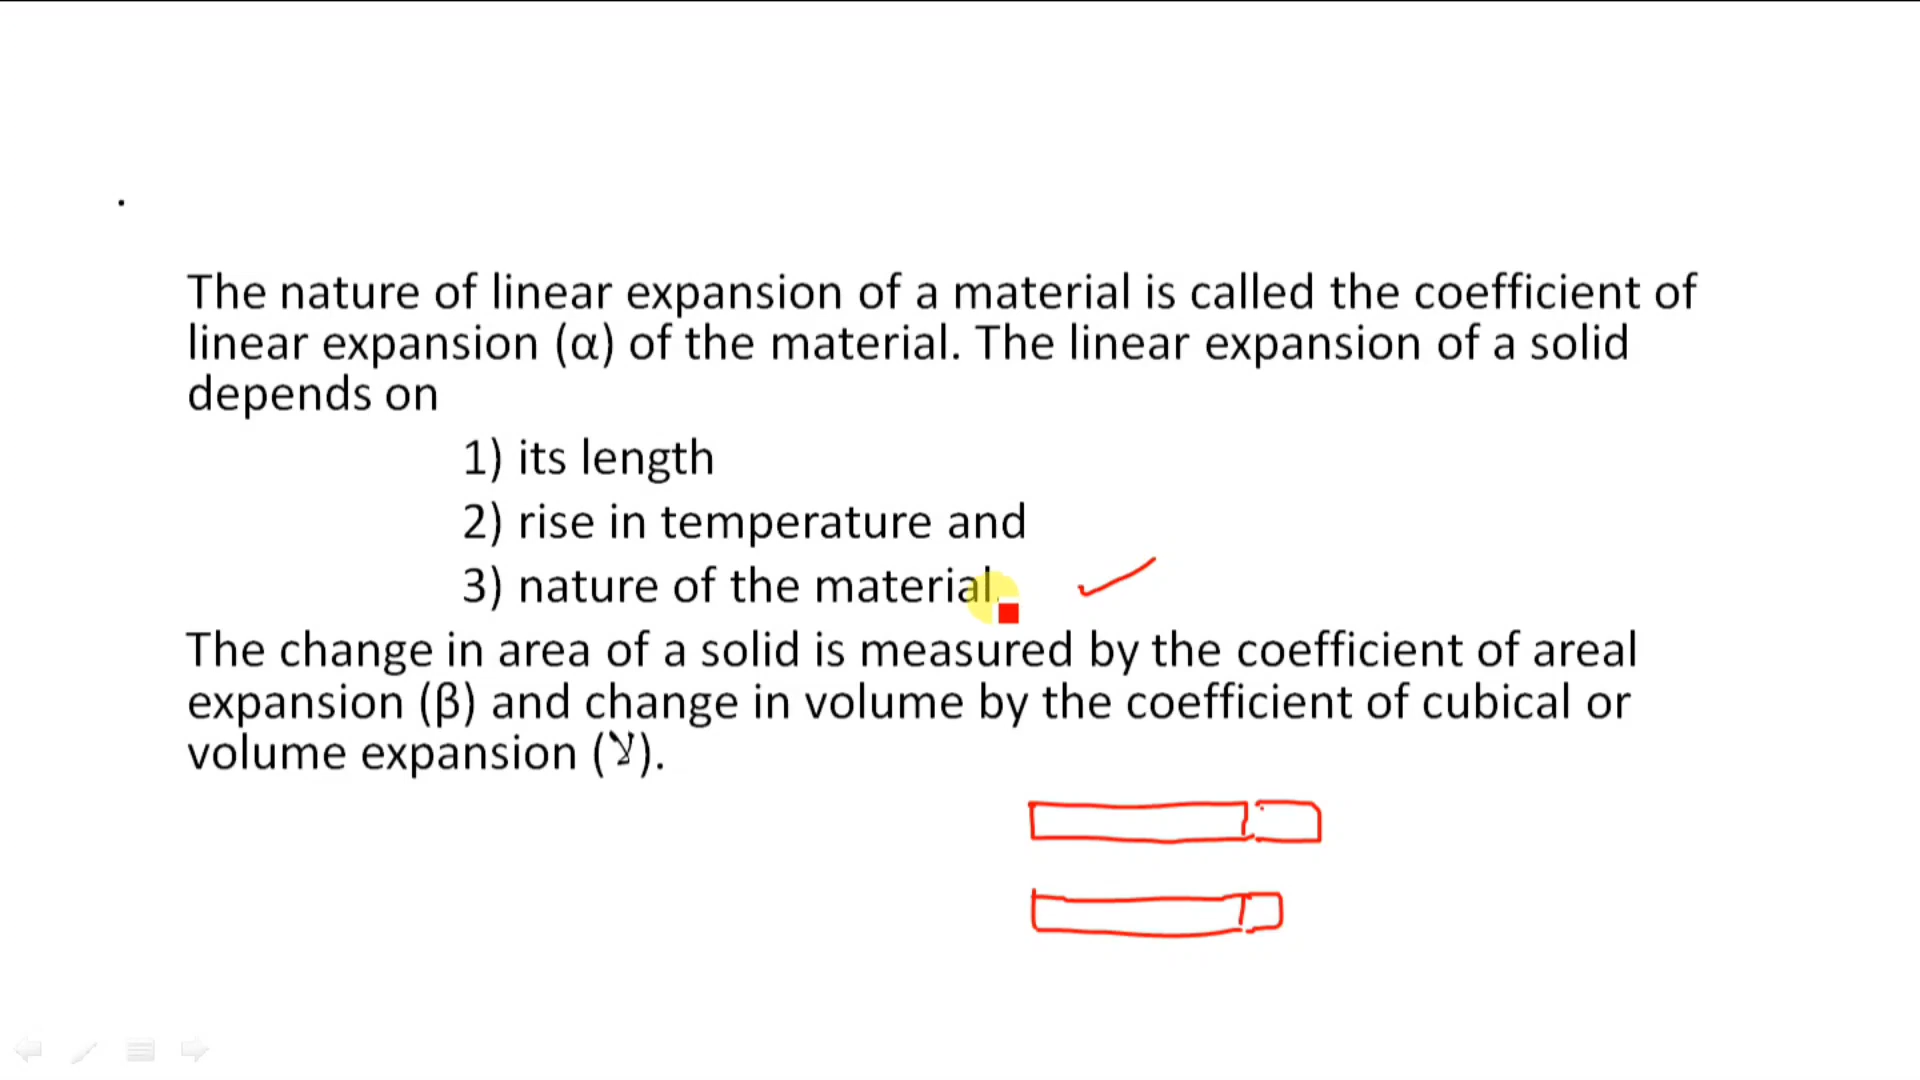 The nature of linear expansion of a material is called the coefficient of
linear expansion (α) of the material. The linear expansion of a solid
depends on
1) its length
2) rise in temperature and
3) nature of the material.
The change in area of a solid is measured by the coefficient of areal
expansion (β) and change in volume by the coefficient of cubical or
volume expansion (Ɣ).